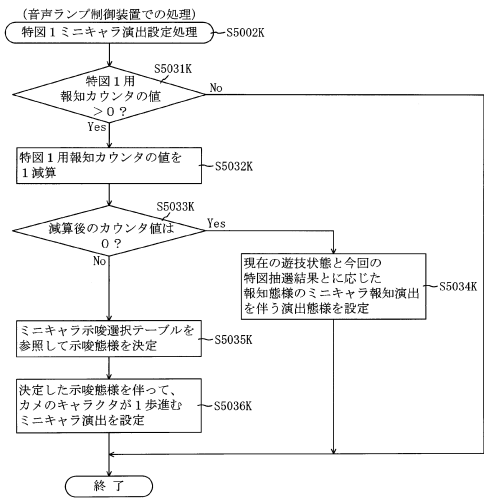 (音声ランプ制御装置での処理)
特図1ミニキャラ演出設定処理
S5002K
S5031K
特図1用
報知カウンタの値
>0?
No
Yes
特図1用報知カウンタの値を
1減算
S5032K
S5033K
減算後のカウンタ値は
0?
Yes
No
現在の遊技状態と今回の
特図抽選結果とに応じた
報知態様のミニキャラ報知演出
を伴う演出態様を設定
S5034K
ミニキャラ示唆選択テーブルを
参照して示唆態様を決定
S5035K
決定した示唆態様を伴って、
カメのキャラクタが1歩進む
ミニキャラ演出を設定
S5036K
終了